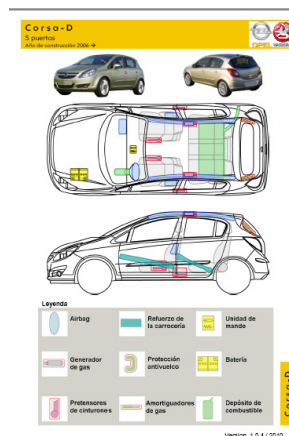 Corsa-D
5 puertas
Año de construcción 2006 →
OPEL
Leyenda
Airbag
Refuerzo de
la carrocería
Unidad de
mando
Generador
de gas
Protección
antivuelco
Batería
Pretensores
de cinturones
Amortiguadores
de gas
Depósito de
combustible
Corsa-D